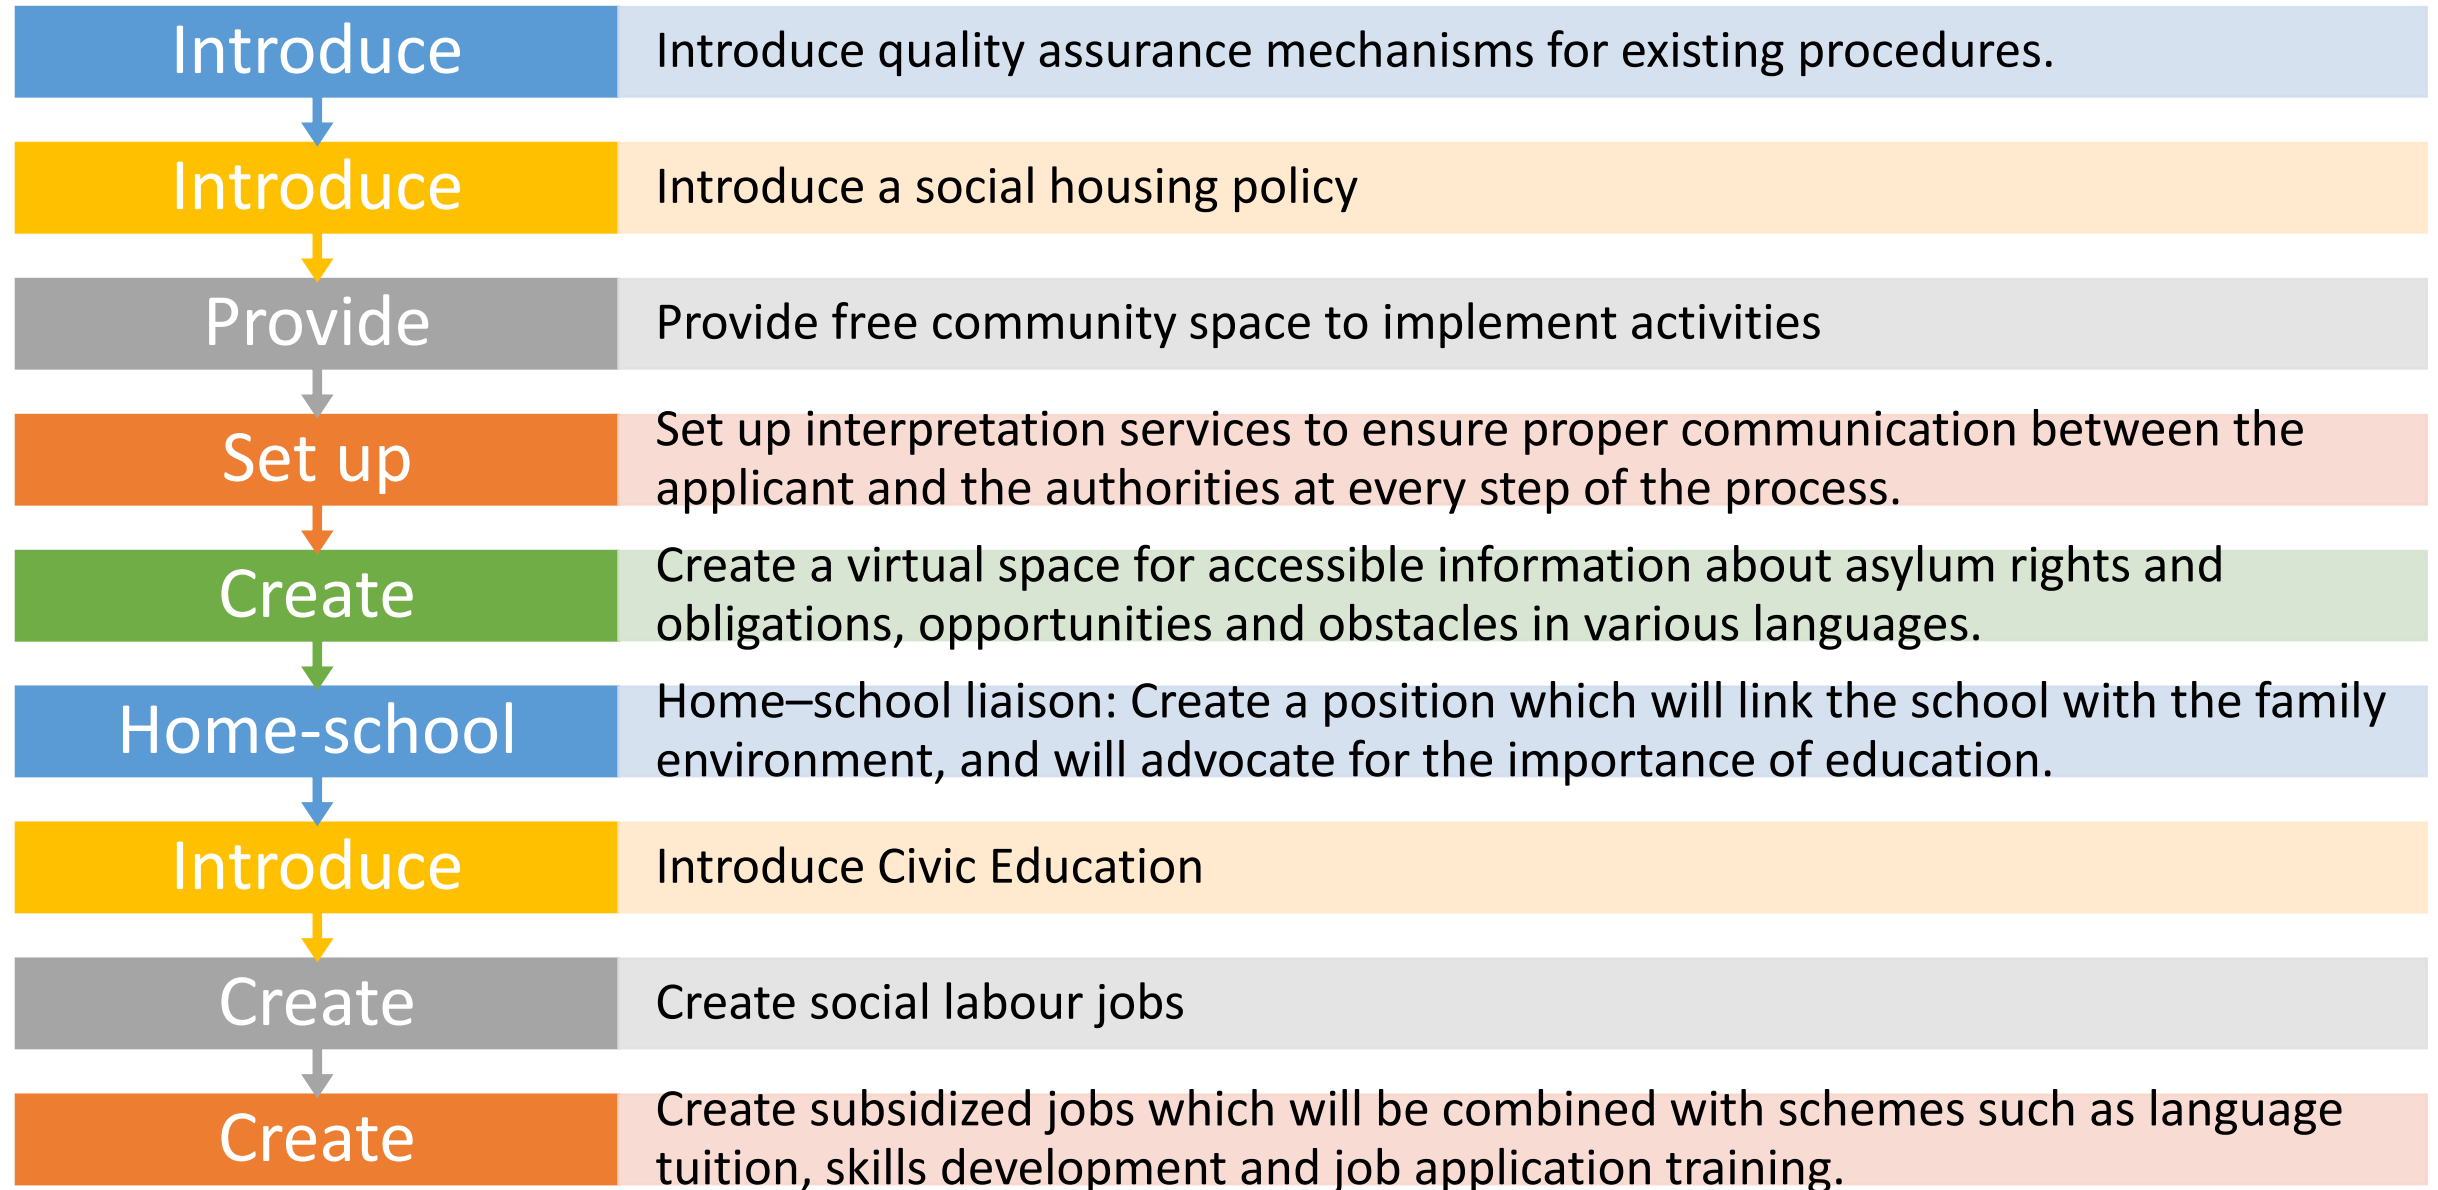 Introduce
Introduce quality assurance mechanisms for existing procedures.
Introduce
Introduce a social housing policy
Provide
Provide free community space to implement activities
Set up
Set up interpretation services to ensure proper communication between the
applicant and the authorities at every step of the process.
Create
Create a virtual space for accessible information about asylum rights and
obligations, opportunities and obstacles in various languages.
Home-school
Home–school liaison: Create a position which will link the school with the family
environment, and will advocate for the importance of education.
Introduce
Introduce Civic Education
Create
Create social labour jobs
Create
Create subsidized jobs which will be combined with schemes such as language
tuition, skills development and job application training.